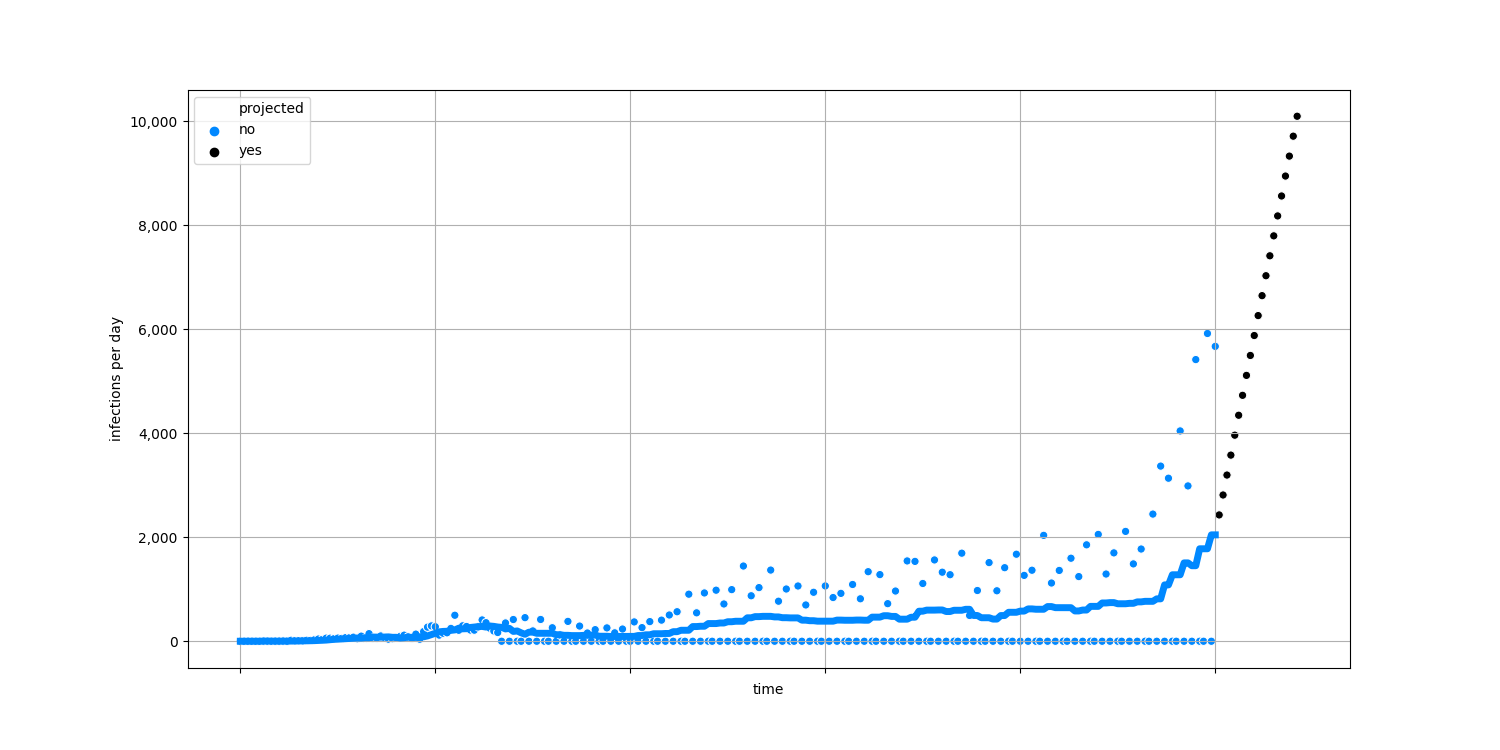 projected
no
yes
10,000
8,000
6,000
4,000
2,000
0
infections per day
time